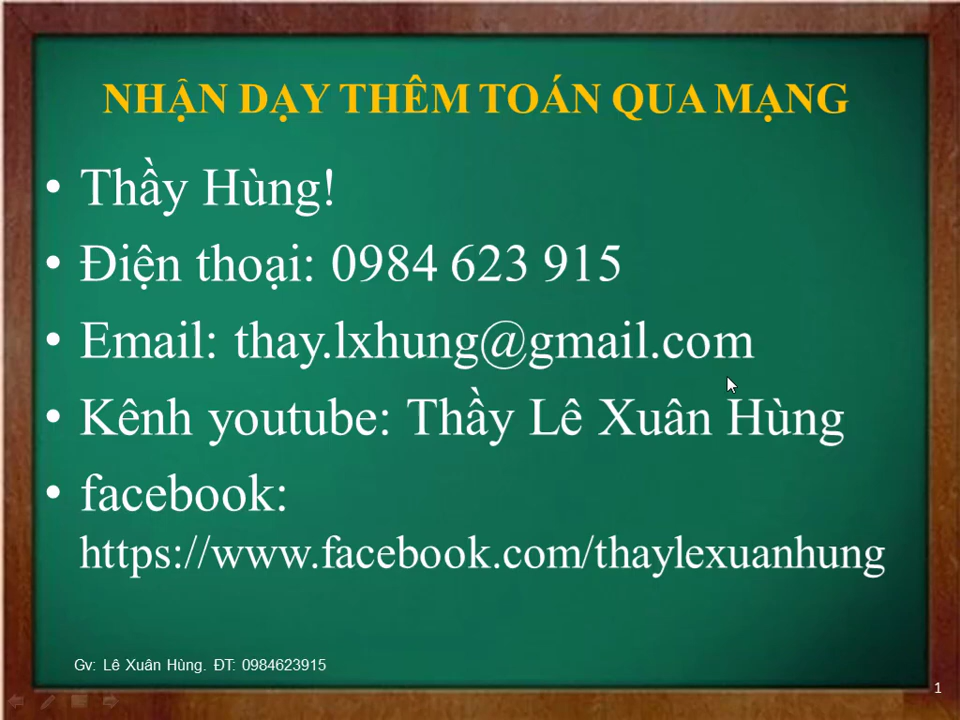 NHẬN DẠY THÊM TOÁN QUA MẠNG
• Thầy Hùng!
• Điện thoại: 0984 623 915
• Email: thay.lxhung@gmail.com
• Kênh youtube: Thầy Lê Xuân Hùng
• facebook:
https://www.facebook.com/thaylexuanhung
Gv: Lê Xuân Hùng. ĐT: 0984623915
1